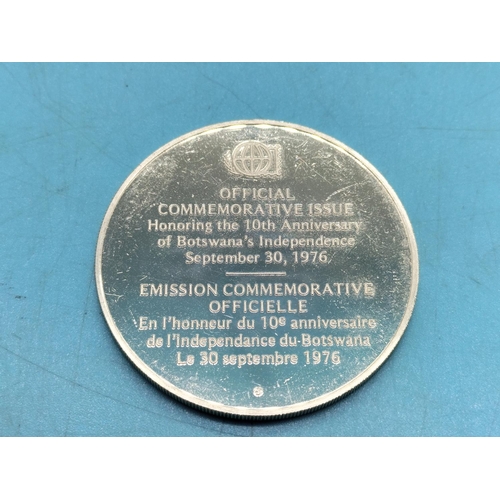 OFFICIAL
COMMEMORATIVE ISSUE
Honoring the 10th Anniversary
of Botswana's Independence
September 30, 1976
EMISSION COMMEMORATIVE
OFFICIELLE
En l'honneur du 10e anniversaire
de l'Independance du Botswana
Le 30 septembre 1976